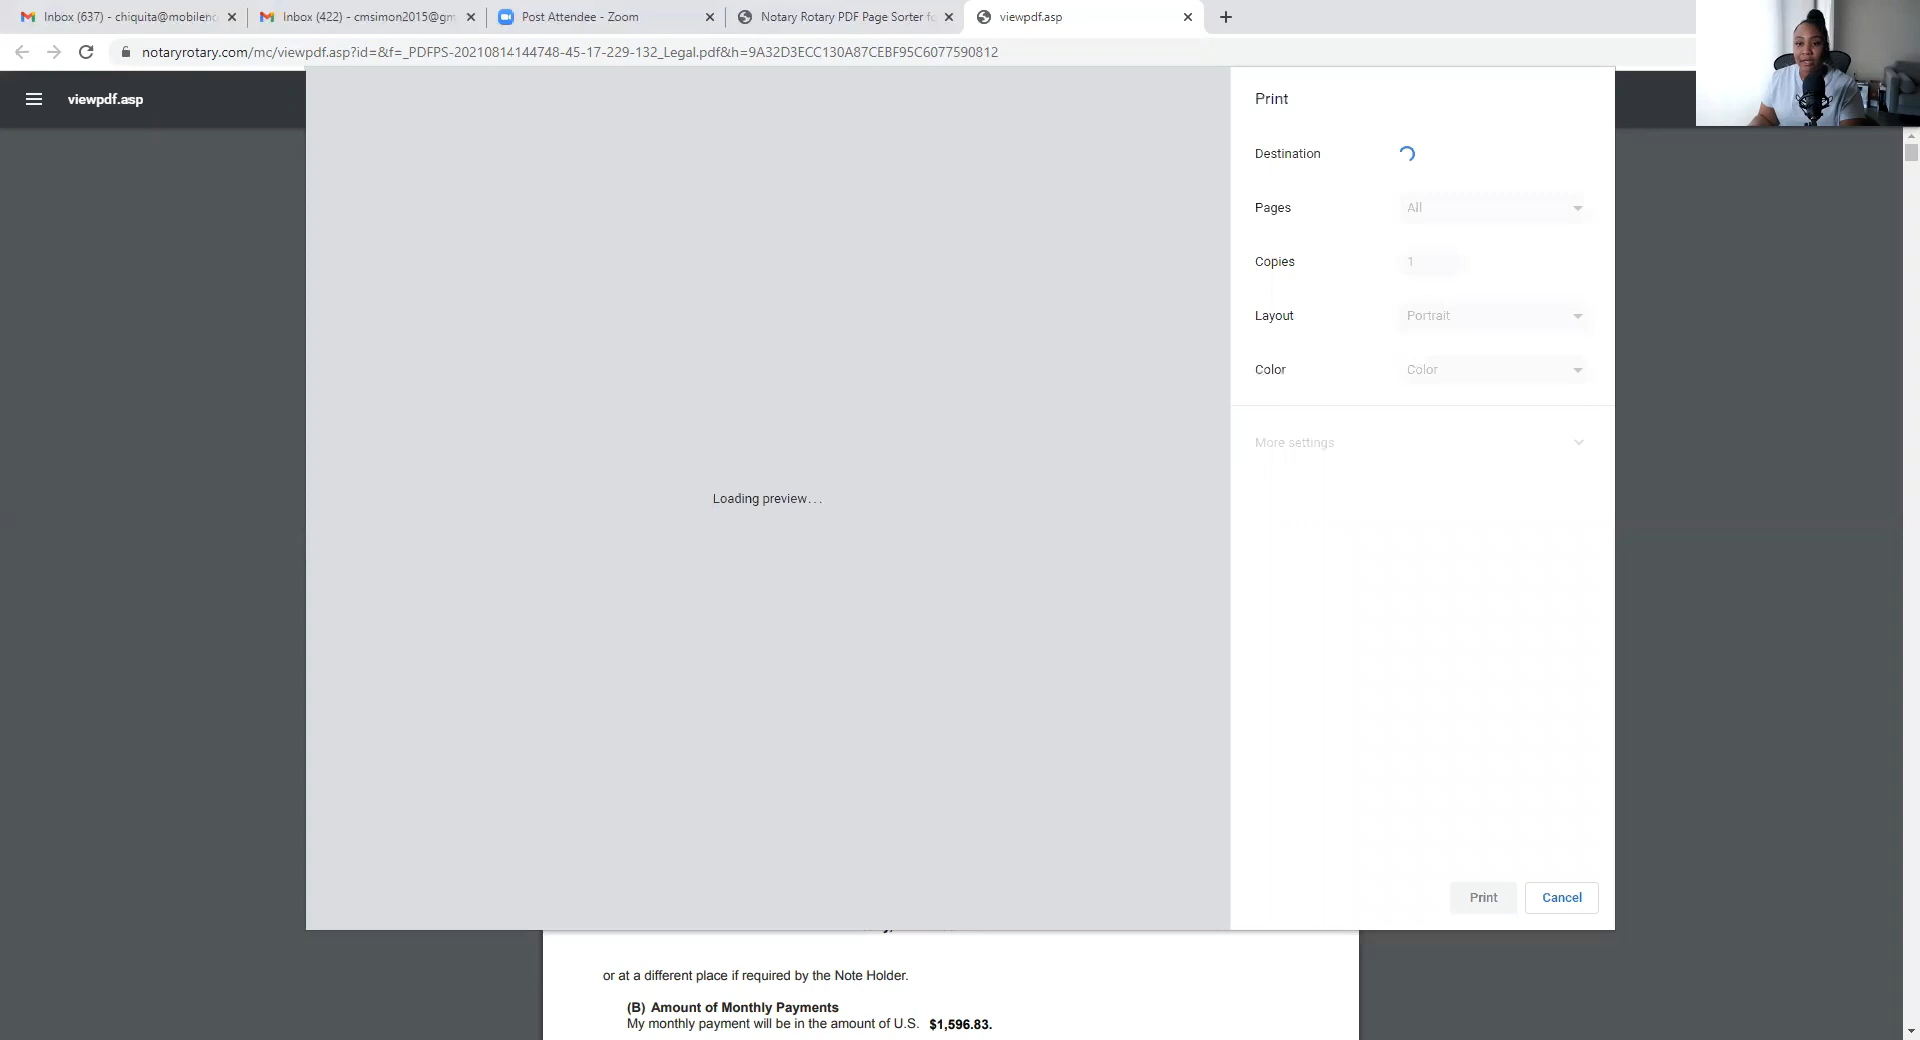 Inbox (637) - chiquita@mobilenc
Inbox (422) - cmsimon2015@gm
Post Attendee - Zoom
Notary Rotary PDF Page Sorter fo
viewpdf.asp
notaryrotary.com/mc/viewpdf.asp?id=&f=_PDFPS-20210814144748-45-17-229-132_Legal.pdf&h=9A32D3ECC130A87CEBF95C6077590812
viewpdf.asp
Print
Destination
Pages All
Copies 1
Layout Portrait
Color Color
More settings
Loading preview...
Print Cancel
or at a different place if required by the Note Holder.
(B) Amount of Monthly Payments
My monthly payment will be in the amount of U.S. $1,596.83.